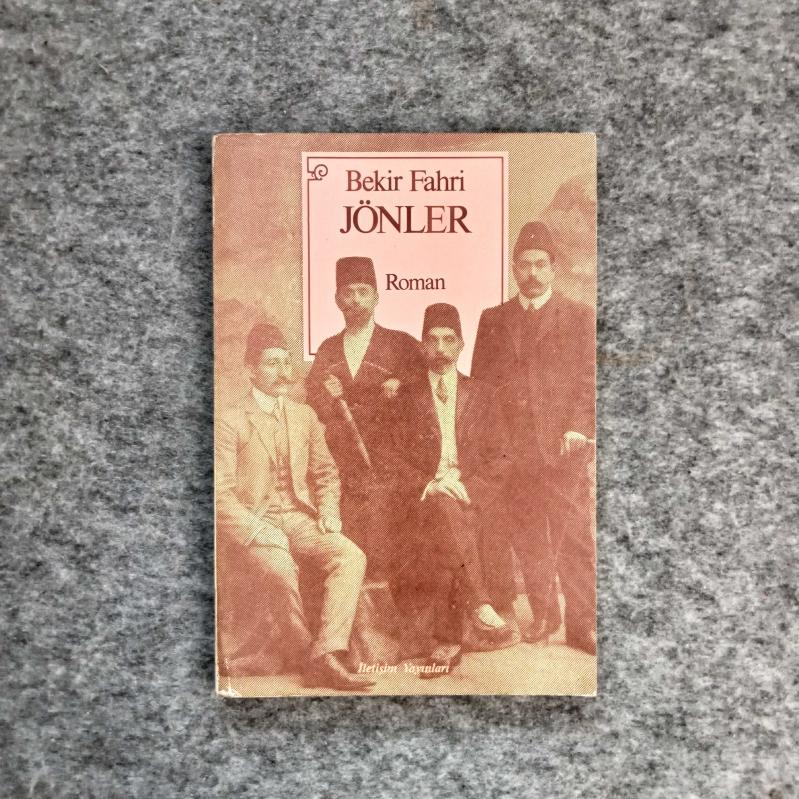 Bekir Fahri
JÖNLER
Roman
İletişim Yayınları